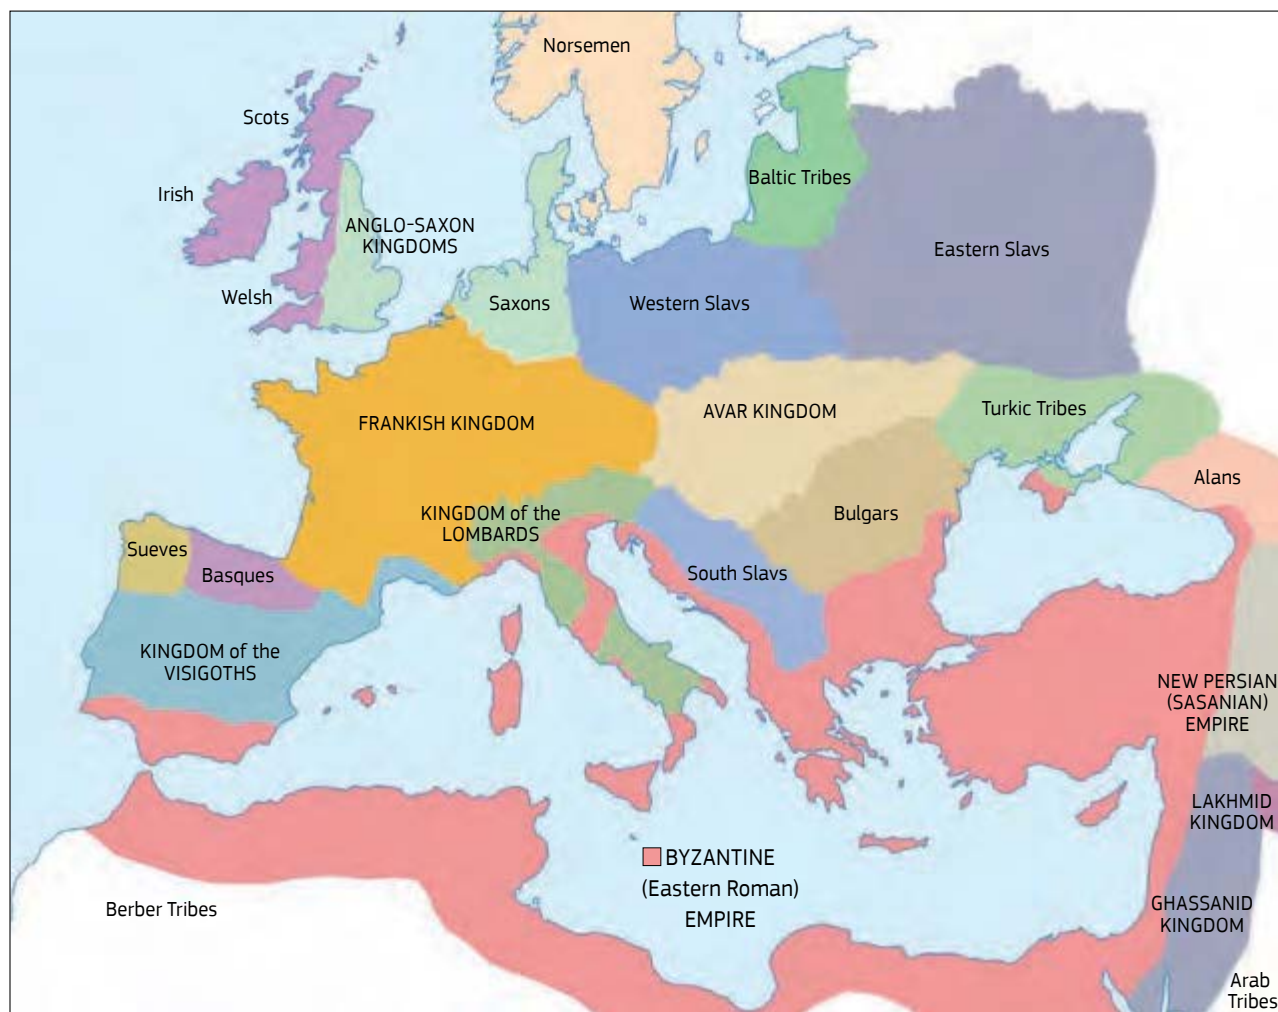 Norsemen
Scots
Baltic Tribes
Irish
ANGLO-SAXON
KINGDOMS
Eastern Slavs
Welsh
Saxons
Western Slavs
FRANKISH KINGDOM
AVAR KINGDOM
Turkic Tribes
Alans
KINGDOM of the
LOMBARDS
Bulgars
Sueves
Basques
South Slavs
KINGDOM of the
VISIGOTHS
NEW PERSIAN
(SASANIAN)
EMPIRE
LAKHMID
KINGDOM
BYZANTINE
(Eastern Roman)
EMPIRE
Berber Tribes
GHASSANID
KINGDOM
Arab
Tribes